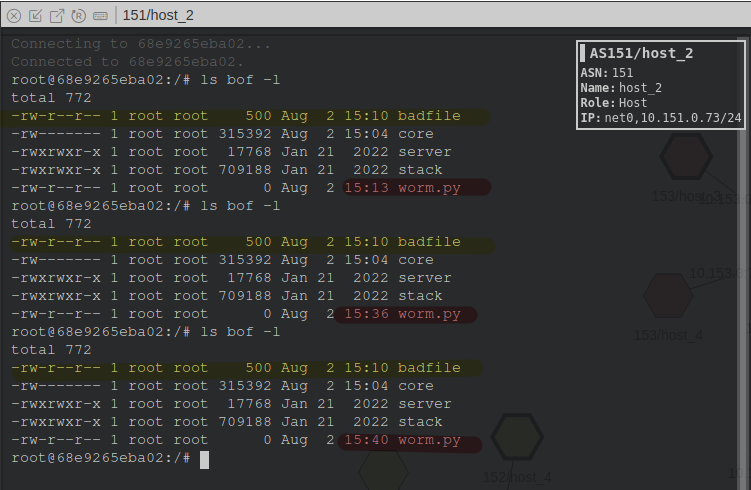 151/host_2
Connecting to 68e9265eba02...
Connected to 68e9265eba02.
root@68e9265eba02:/# ls bof -l
total 772
-rw-r--r-- 1 root root    500 Aug  2 15:10 badfile
-rw------- 1 root root 315392 Aug  2 15:04 core
-rwxrwxr-x 1 root root  17768 Jan 21  2022 server
-rwxrwxr-x 1 root root 709188 Jan 21  2022 stack
-rw-r--r-- 1 root root      0 Aug  2 15:13 worm.py
root@68e9265eba02:/# ls bof -l
total 772
-rw-r--r-- 1 root root    500 Aug  2 15:10 badfile
-rw------- 1 root root 315392 Aug  2 15:04 core
-rwxrwxr-x 1 root root  17768 Jan 21  2022 server
-rwxrwxr-x 1 root root 709188 Jan 21  2022 stack
-rw-r--r-- 1 root root      0 Aug  2 15:36 worm.py
root@68e9265eba02:/# ls bof -l
total 772
-rw-r--r-- 1 root root    500 Aug  2 15:10 badfile
-rw------- 1 root root 315392 Aug  2 15:04 core
-rwxrwxr-x 1 root root  17768 Jan 21  2022 server
-rwxrwxr-x 1 root root 709188 Jan 21  2022 stack
-rw-r--r-- 1 root root      0 Aug  2 15:40 worm.py
root@68e9265eba02:/#
AS151/host_2
ASN: 151
Name: host_2
Role: Host
IP: net0,10.151.0.73/24
153/host_4
152/host_4